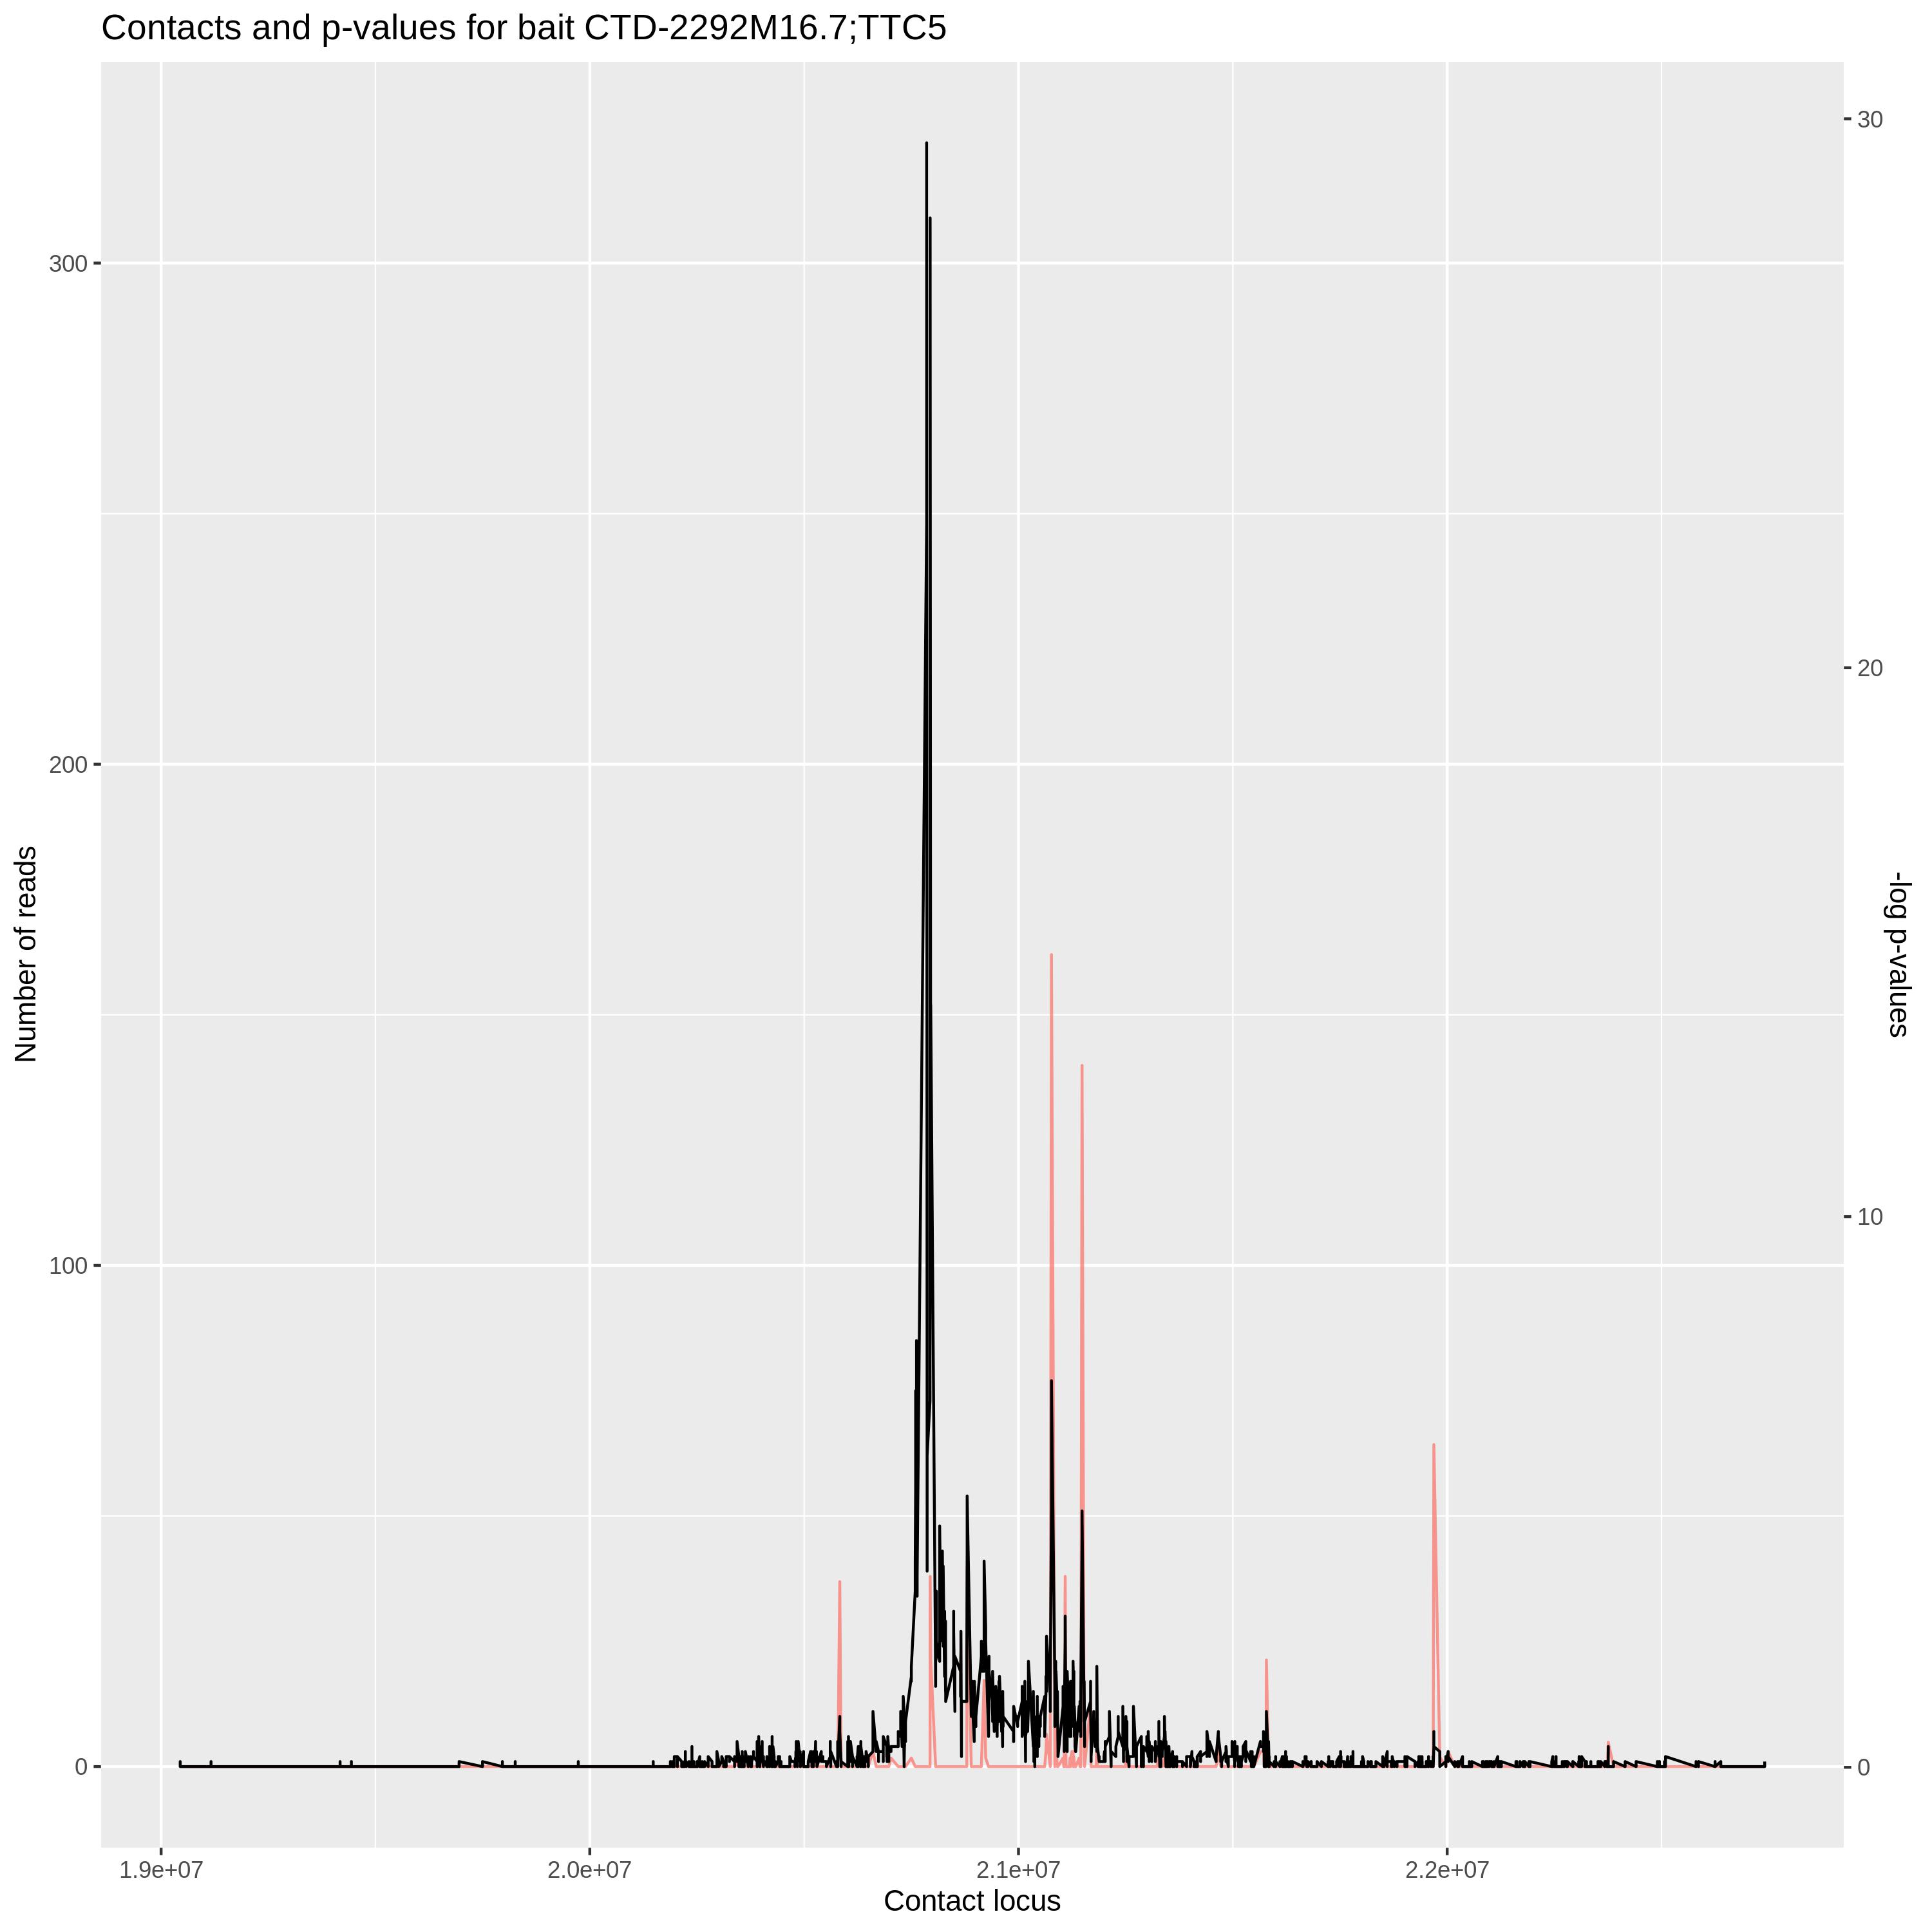 Contacts and p-values for bait CTD-2292M16.7;TTC5
30
300
20
200
Number of reads
-log p-values
10
100
0
0
1.9e+07
2.0e+07
2.1e+07
2.2e+07
Contact locus